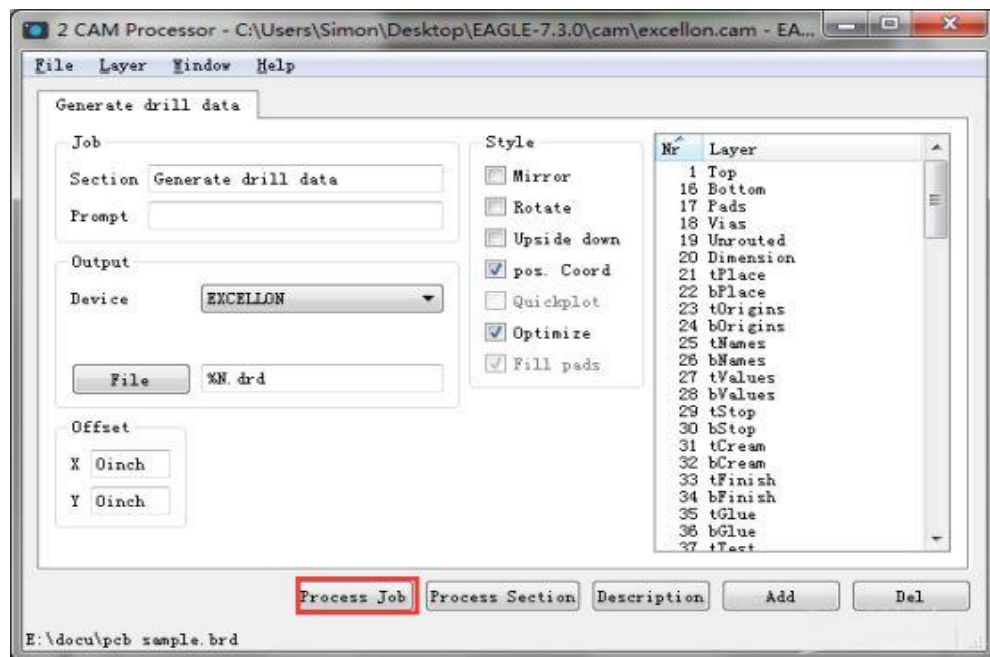 2 CAM Processor - C:\Users\Simon\Desktop\EAGLE-7.3.0\cam\excellon.cam - EA...
File Layer Window Help
Generate drill data
Job
Section Generate drill data
Prompt
Output
Device EXCELLON
File %N.drd
Offset
X 0inch
Y 0inch
Style
Mirror
Rotate
Upside down
pos. Coord
Quickplot
Optimize
Fill pads
Nr Layer
1 Top
16 Bottom
17 Pads
18 Vias
19 Unrouted
20 Dimension
21 tPlace
22 bPlace
23 tOrigins
24 bOrigins
25 tNames
26 bNames
27 tValues
28 bValues
29 tStop
30 bStop
31 tCream
32 bCream
33 tFinish
34 bFinish
35 tGlue
36 bGlue
37 tTest
Process Job Process Section Description Add Del
E:\docu\pcb sample.brd